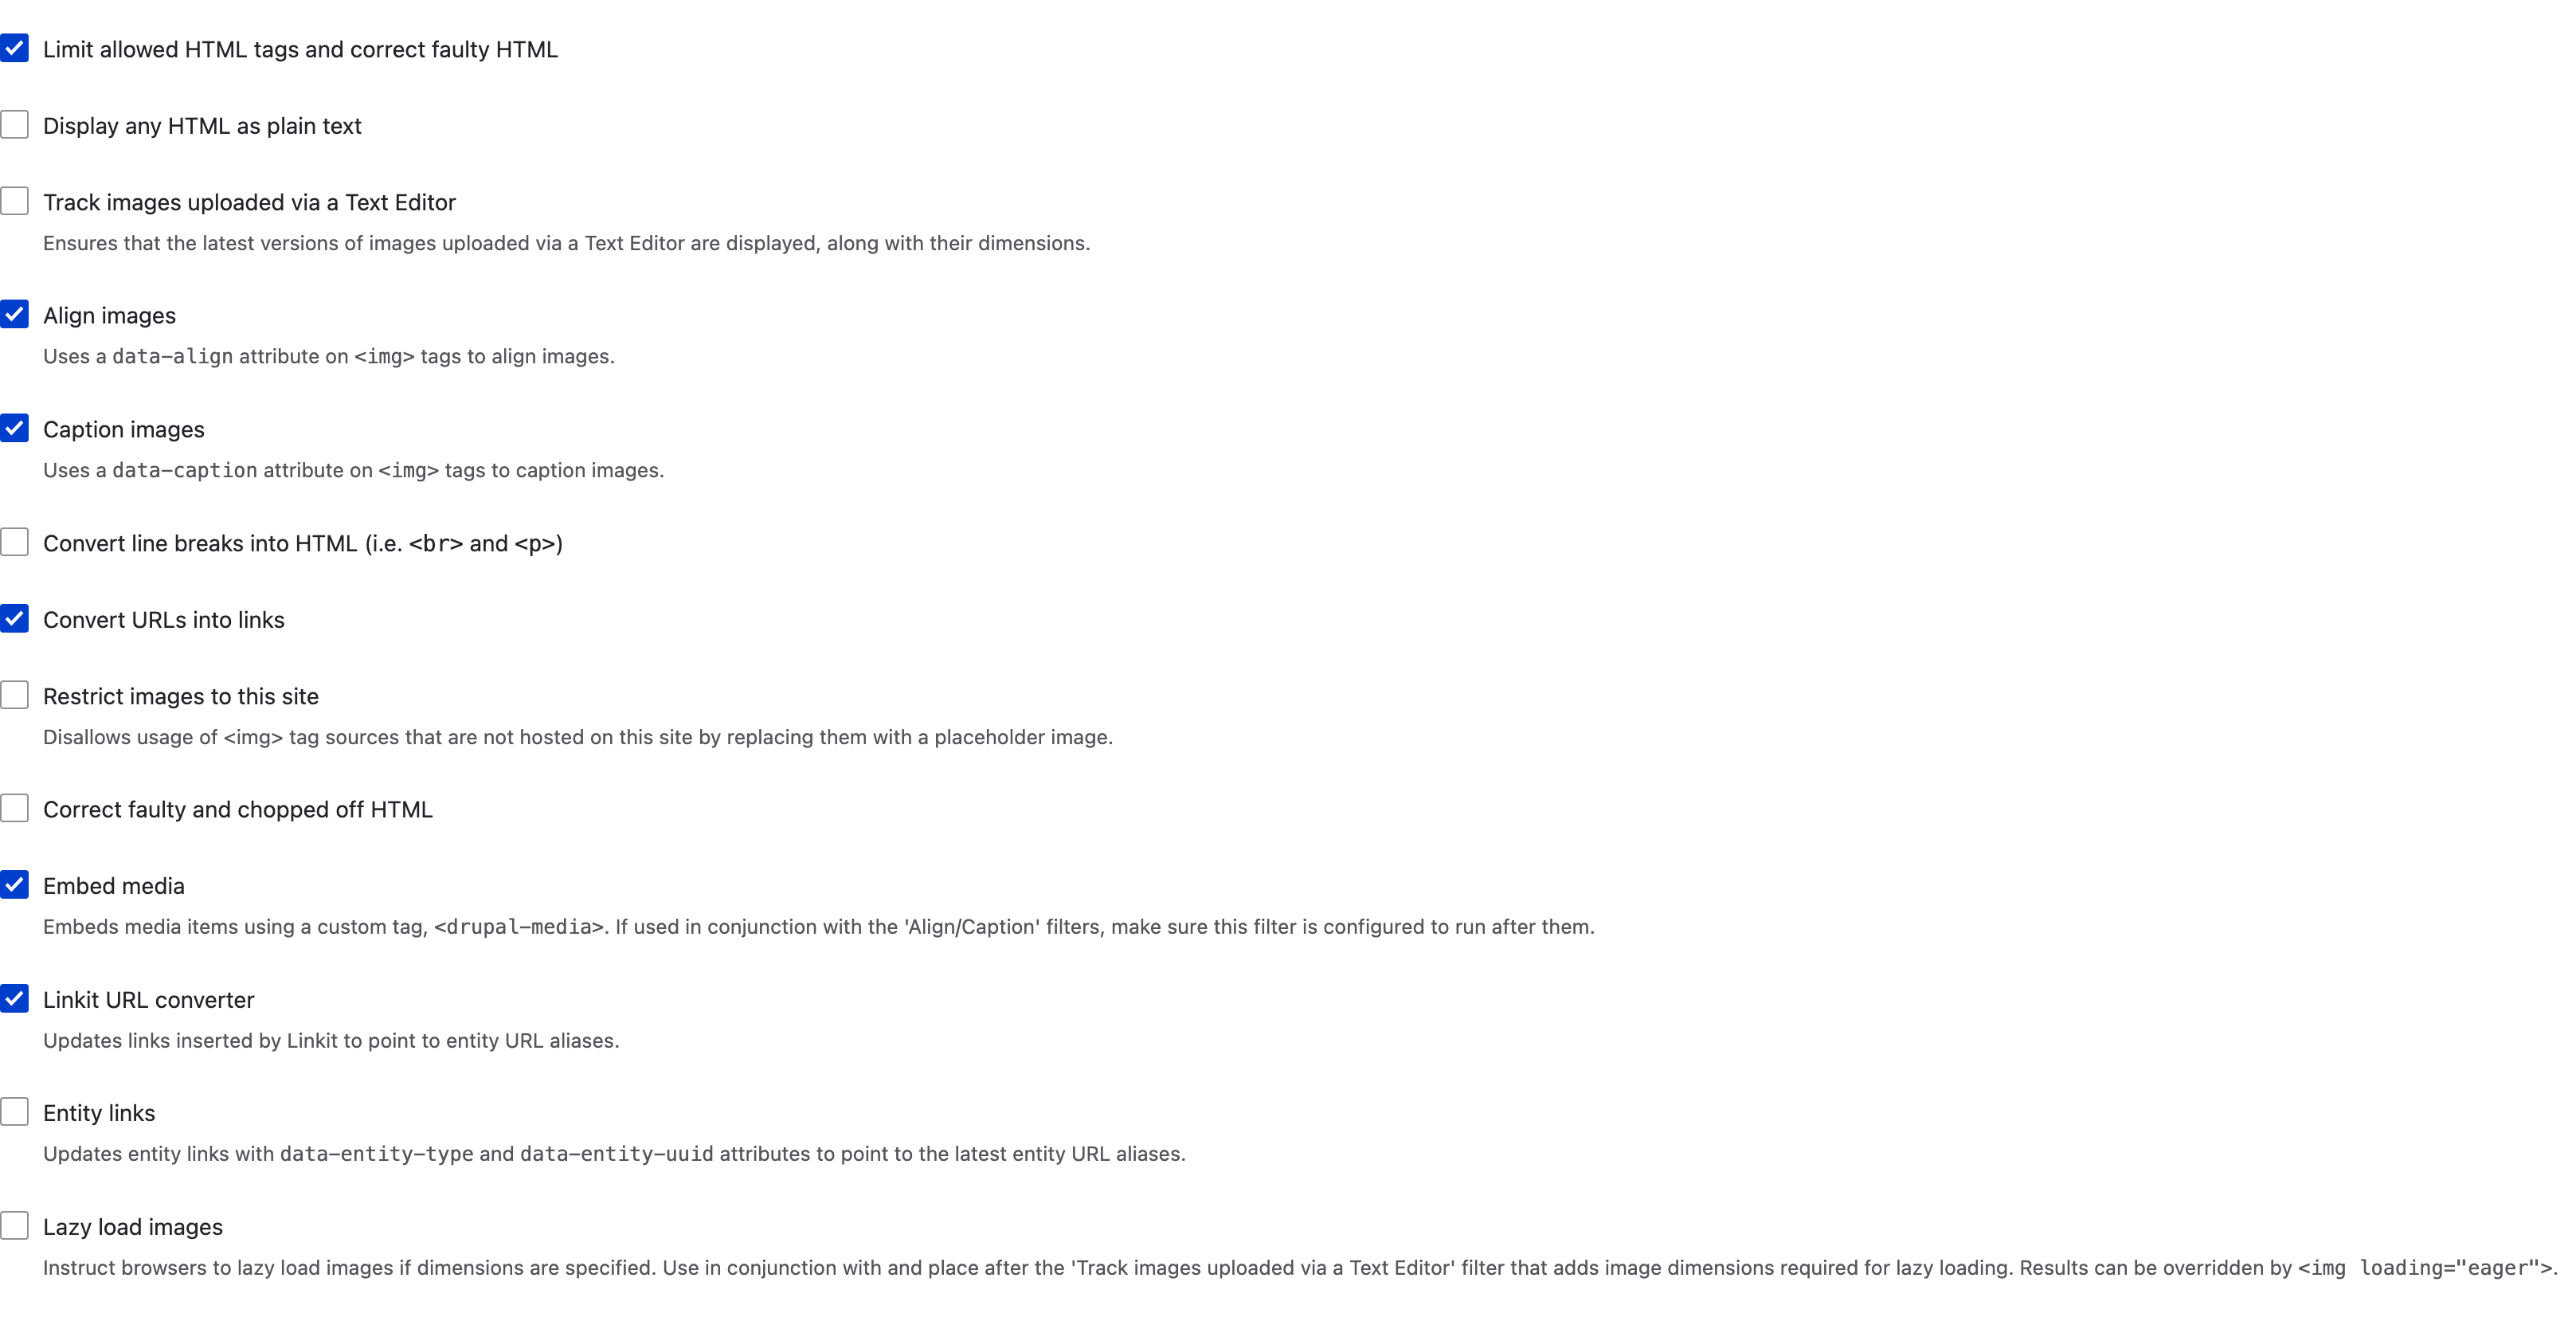 Limit allowed HTML tags and correct faulty HTML
Display any HTML as plain text
Track images uploaded via a Text Editor
Ensures that the latest versions of images uploaded via a Text Editor are displayed, along with their dimensions.
Align images
Uses a data-align attribute on <img> tags to align images.
Caption images
Uses a data-caption attribute on <img> tags to caption images.
Convert line breaks into HTML (i.e. <br> and <p>)
Convert URLs into links
Restrict images to this site
Disallows usage of <img> tag sources that are not hosted on this site by replacing them with a placeholder image.
Correct faulty and chopped off HTML
Embed media
Embeds media items using a custom tag, <drupal-media>. If used in conjunction with the 'Align/Caption' filters, make sure this filter is configured to run after them.
Linkit URL converter
Updates links inserted by Linkit to point to entity URL aliases.
Entity links
Updates entity links with data-entity-type and data-entity-uuid attributes to point to the latest entity URL aliases.
Lazy load images
Instruct browsers to lazy load images if dimensions are specified. Use in conjunction with and place after the 'Track images uploaded via a Text Editor' filter that adds image dimensions required for lazy loading. Results can be overridden by <img loading="eager">.